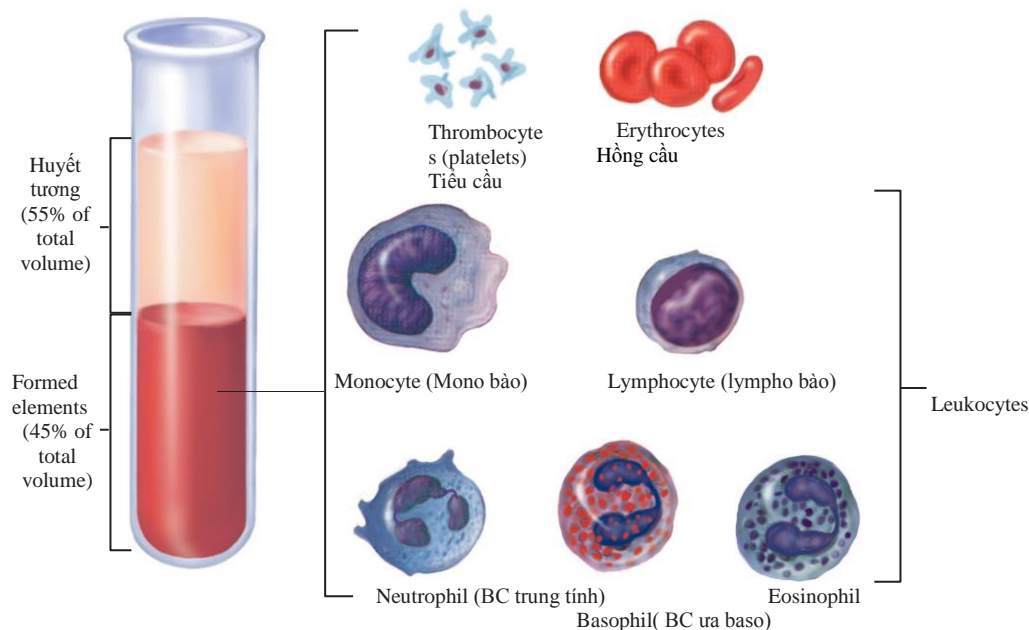 Huyết
tương
(55% of
total
volume)
Formed
elements
(45% of
total
volume)
Thrombocyte
s (platelets)
Tiểu cầu
Erythrocytes
Hồng cầu
Monocyte (Mono bào)
Lymphocyte (lympho bào)
Leukocytes
Neutrophil (BC trung tính)
Basophil( BC ưa baso)
Eosinophil